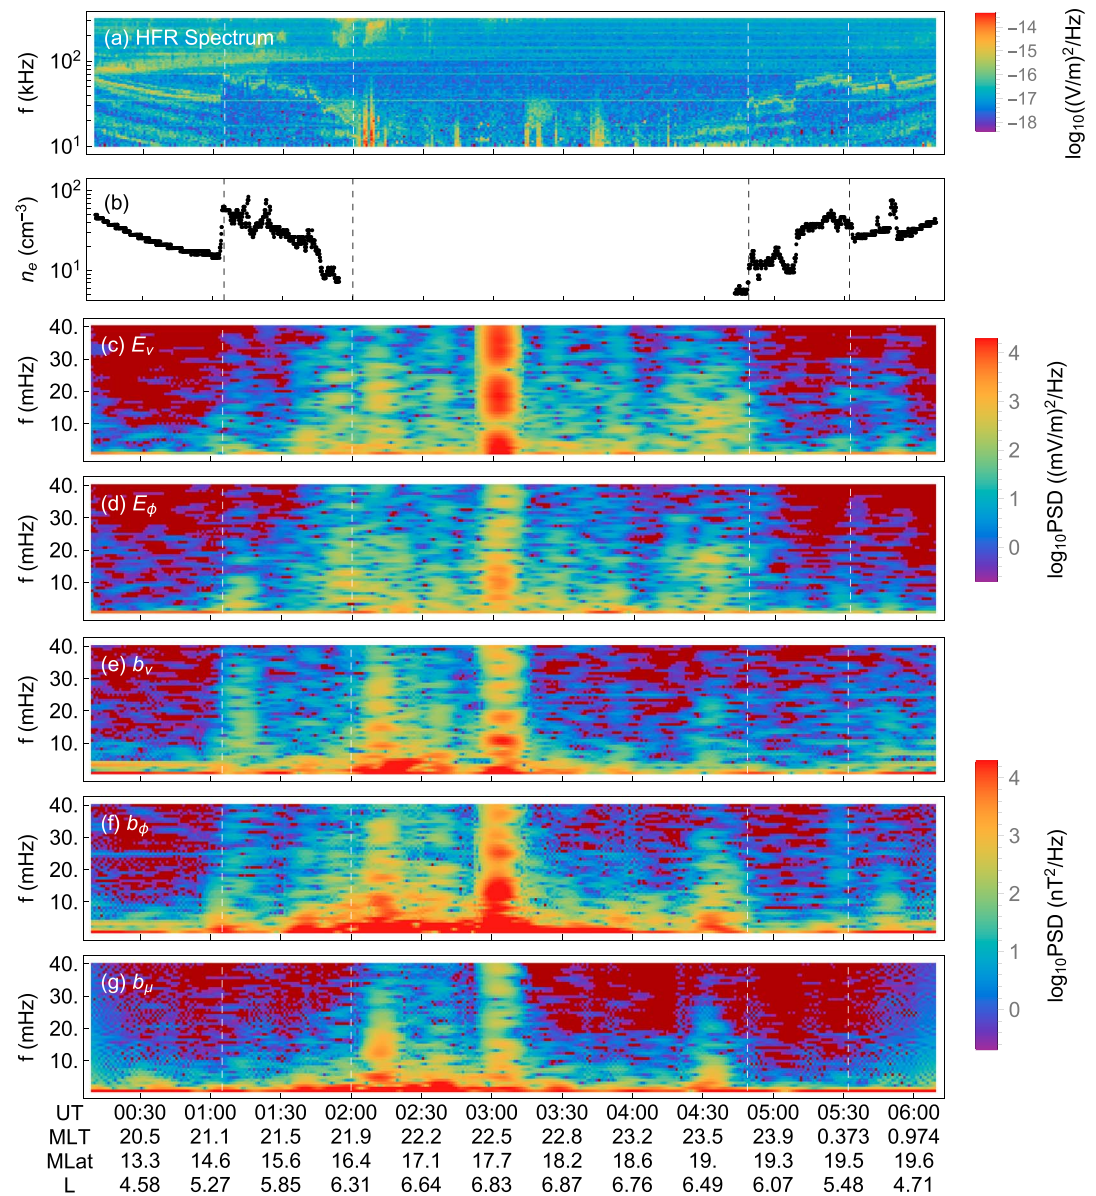 (a) HFR Spectrum
f (kHz)
10²
10¹
−14
−15
−16
−17
−18
log₁₀((V/m)²/Hz)
(b)
nₑ (cm⁻³)
10²
10¹
(c) Eᵥ
f (mHz)
40.
30.
20.
10.
4
3
2
1
0
log₁₀PSD ((mV/m)²/Hz)
(d) E_ϕ
f (mHz)
40.
30.
20.
10.
(e) bᵥ
f (mHz)
40.
30.
20.
10.
(f) b_ϕ
f (mHz)
40.
30.
20.
10.
4
3
2
1
0
log₁₀PSD (nT²/Hz)
(g) b_μ
f (mHz)
40.
30.
20.
10.
UT 00:30 01:00 01:30 02:00 02:30 03:00 03:30 04:00 04:30 05:00 05:30 06:00
MLT 20.5 21.1 21.5 21.9 22.2 22.5 22.8 23.2 23.5 23.9 0.373 0.974
MLat 13.3 14.6 15.6 16.4 17.1 17.7 18.2 18.6 19. 19.3 19.5 19.6
L 4.58 5.27 5.85 6.31 6.64 6.83 6.87 6.76 6.49 6.07 5.48 4.71